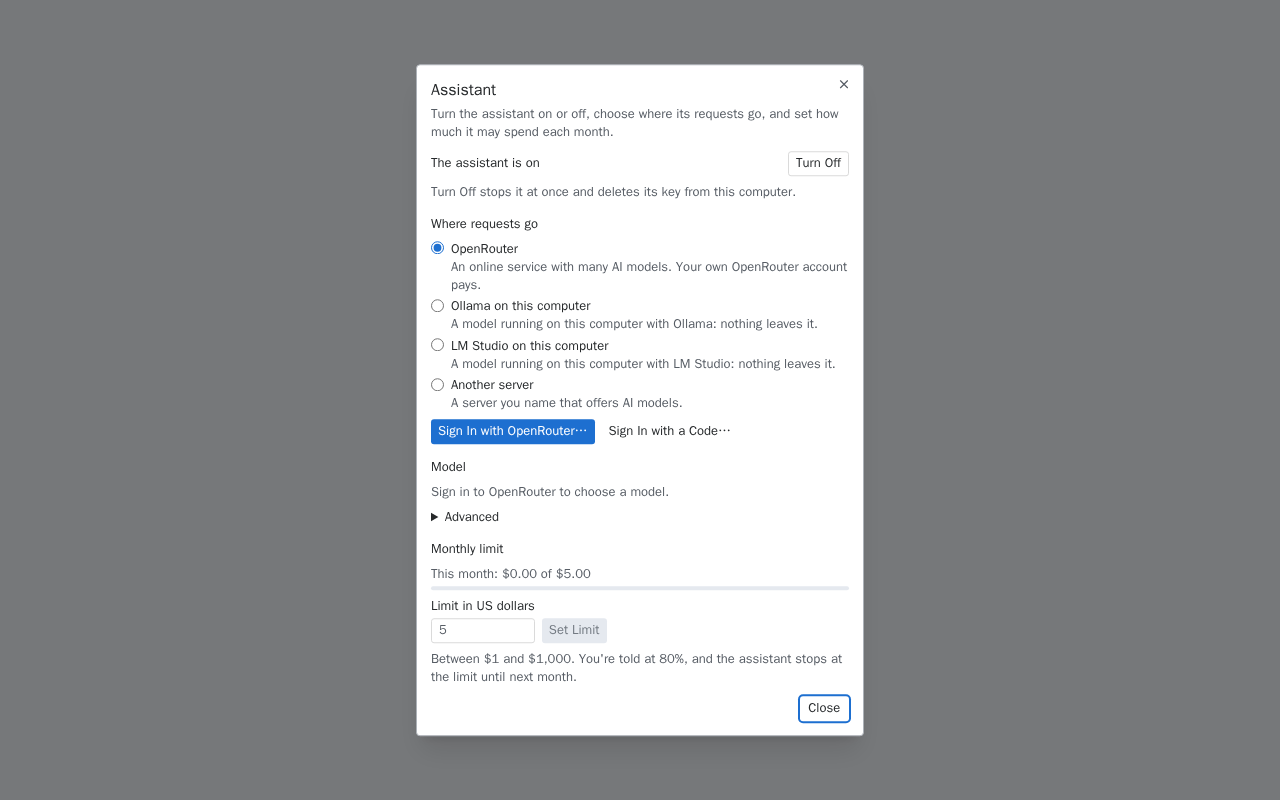 Assistant
×
Turn the assistant on or off, choose where its requests go, and set how
much it may spend each month.
The assistant is on
Turn Off
Turn Off stops it at once and deletes its key from this computer.
Where requests go
OpenRouter
An online service with many AI models. Your own OpenRouter account
pays.
Ollama on this computer
A model running on this computer with Ollama: nothing leaves it.
LM Studio on this computer
A model running on this computer with LM Studio: nothing leaves it.
Another server
A server you name that offers AI models.
Sign In with OpenRouter…
Sign In with a Code…
Model
Sign in to OpenRouter to choose a model.
Advanced
Monthly limit
This month: $0.00 of $5.00
Limit in US dollars
5
Set Limit
Between $1 and $1,000. You're told at 80%, and the assistant stops at
the limit until next month.
Close